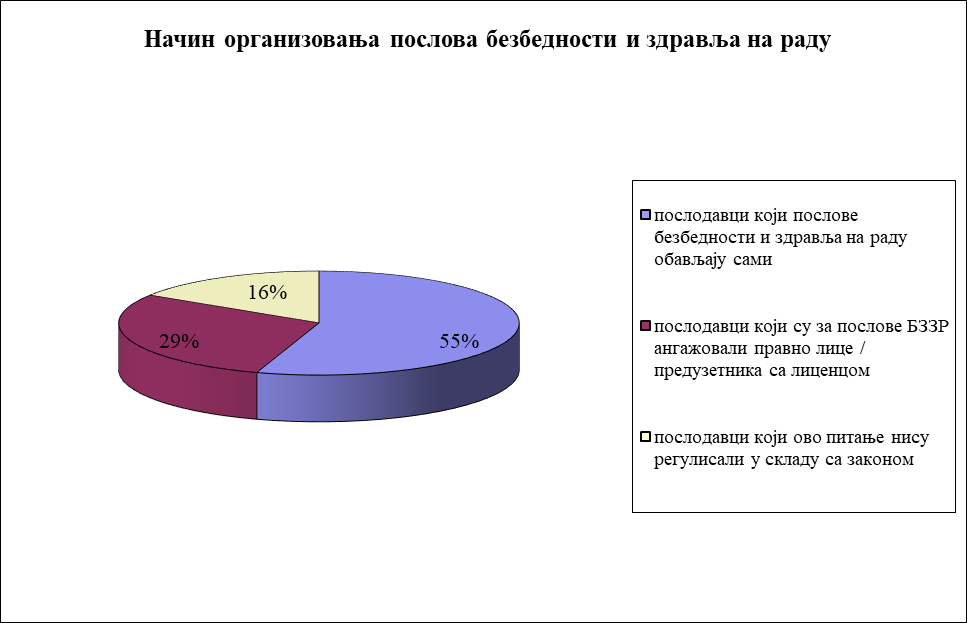 Начин организовања послова безбедности и здравља на раду
16%
29%
55%
послодавци који послове
безбедности и здравља на раду
обављају сами
послодавци који су за послове БЗЗР
ангажовали правно лице /
предузетника са лиценцом
послодавци који ово питање нису
регулисали у складу са законом